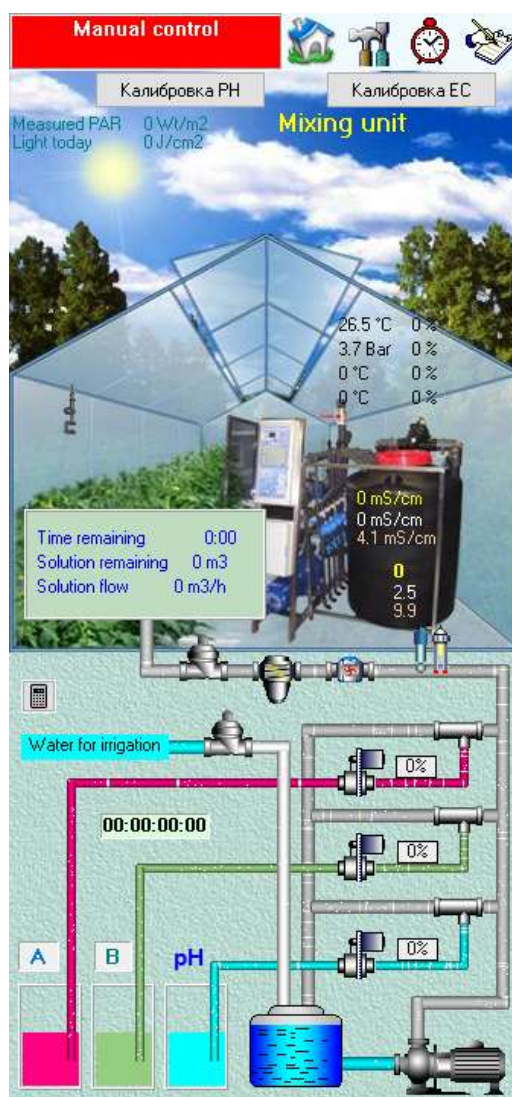 Manual control
Калибровка PH
Калибровка EC
Measured PAR 0 Wt/m2
Light today 0 J/cm2
Mixing unit
26.5 °C 0 %
3.7 Bar 0 %
0 °C 0 %
0 °C 0 %
0 mS/cm
0 mS/cm
4.1 mS/cm
0
2.5
9.9
Time remaining 0:00
Solution remaining 0 m3
Solution flow 0 m3/h
Water for irrigation
0%
00:00:00:00
0%
0%
A
B
pH